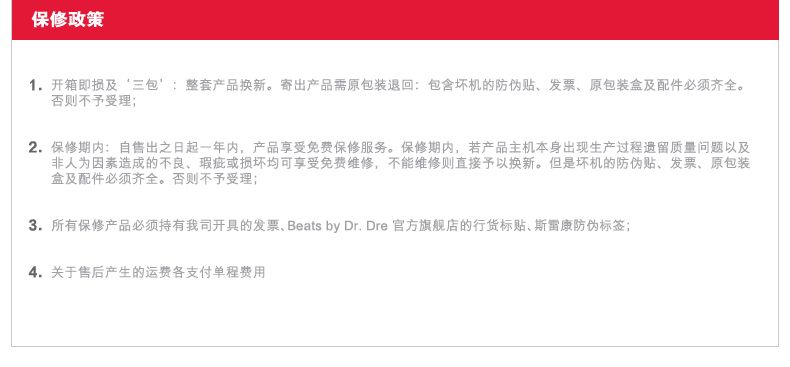 保修政策
1. 开箱即损及‘三包’：整套产品换新。寄出产品需原包装退回：包含坏机的防伪贴、发票、原包装盒及配件必须齐全。
否则不予受理；
2. 保修期内：自售出之日起一年内，产品享受免费保修服务。保修期内，若产品主机本身出现生产过程遗留质量问题以及
非人为因素造成的不良、瑕疵或损坏均可享受免费维修，不能维修则直接予以换新。但是坏机的防伪贴、发票、原包装
盒及配件必须齐全。否则不予受理；
3. 所有保修产品必须持有我司开具的发票、Beats by Dr. Dre 官方旗舰店的行货标贴、斯雷康防伪标签；
4. 关于售后产生的运费各支付单程费用